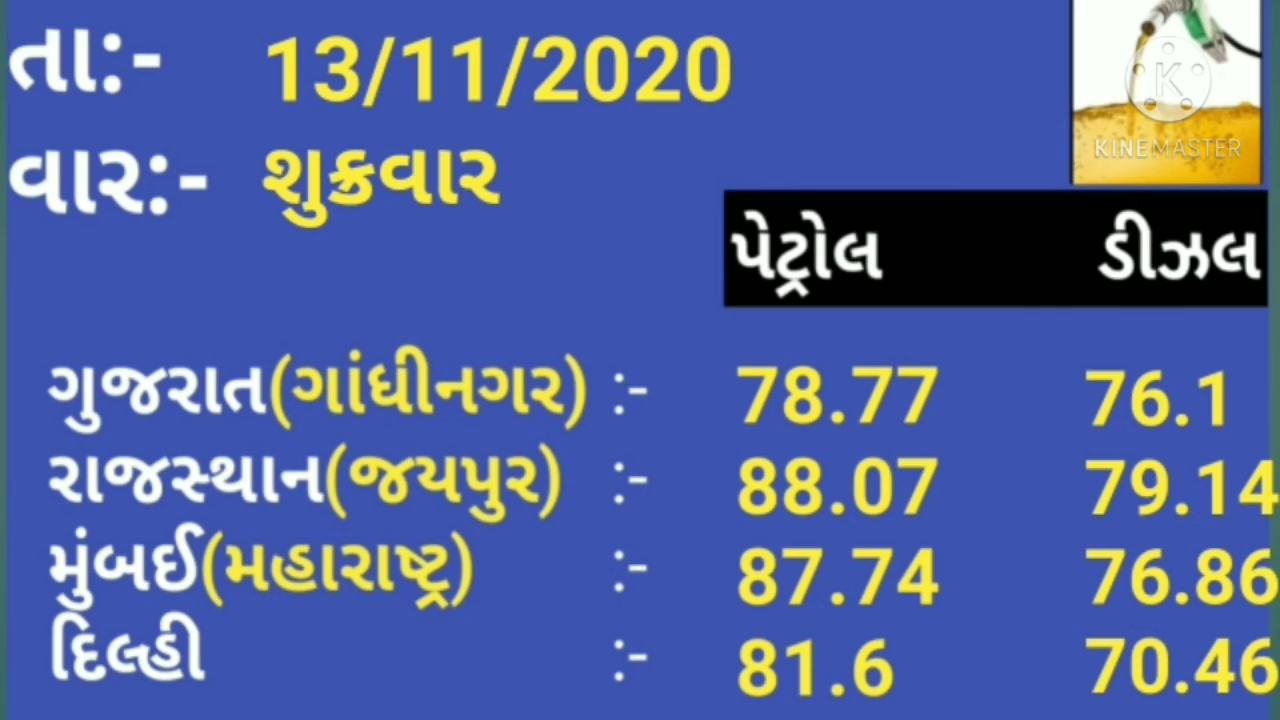 તા:- 13/11/2020
KINEMASTER
વાર:- શુક્રવાર
પેટ્રોલ ડીઝલ
ગુજરાત(ગાંધીનગર) :- 78.77 76.1
રાજસ્થાન(જયપુર) :- 88.07 79.14
મુંબઈ(મહારાષ્ટ્ર) :- 87.74 76.86
દિલ્હી :- 81.6 70.46